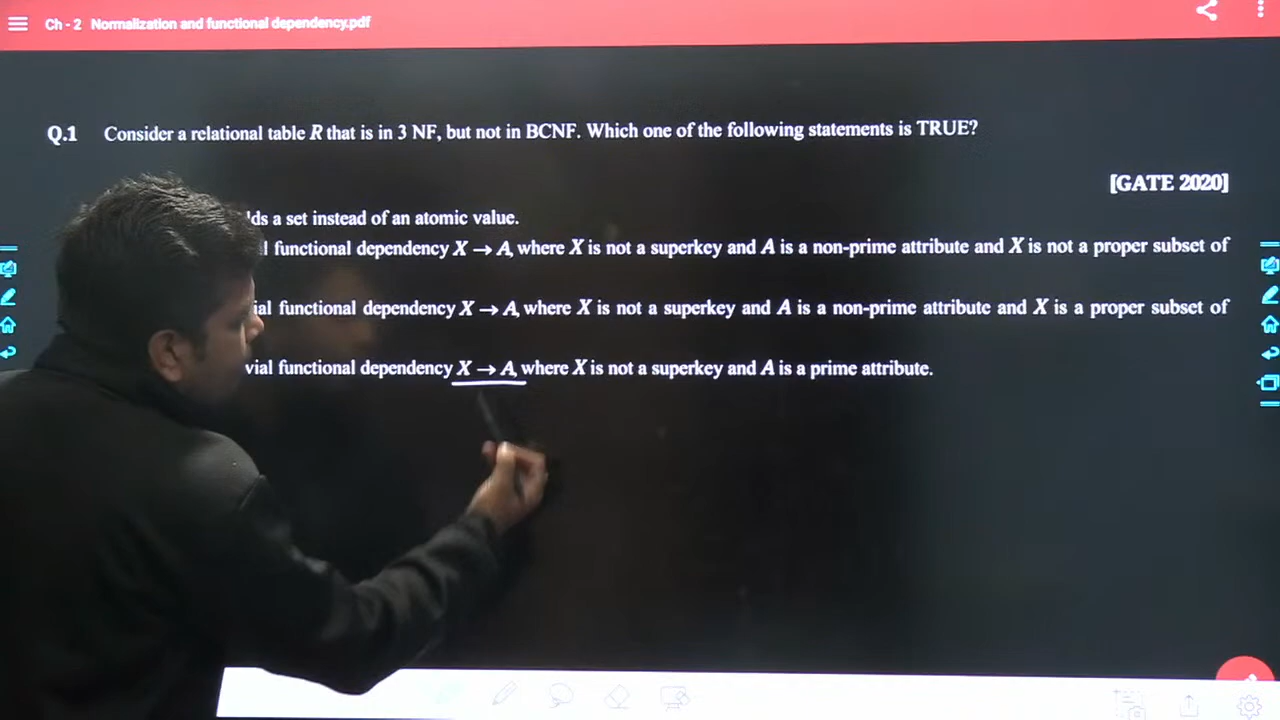 Ch - 2 Normalization and functional dependency.pdf
Q.1 Consider a relational table R that is in 3 NF, but not in BCNF. Which one of the following statements is TRUE?
[GATE 2020]
a set instead of an atomic value.
functional dependency X → A, where X is not a superkey and A is a non-prime attribute and X is not a proper subset of
functional dependency X → A, where X is not a superkey and A is a non-prime attribute and X is a proper subset of
functional dependency X → A, where X is not a superkey and A is a prime attribute.